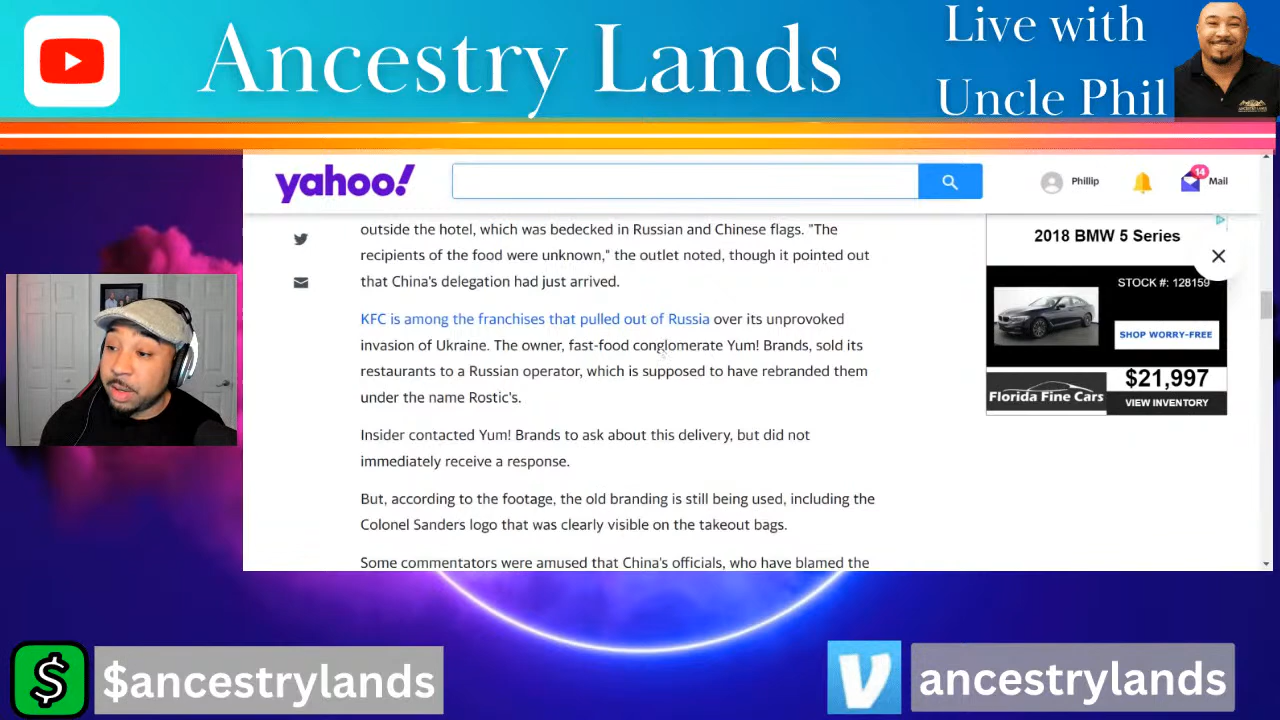 Ancestry Lands
Live with
Uncle Phil
yahoo!
Phillip
14
Mail
outside the hotel, which was bedecked in Russian and Chinese flags. "The
recipients of the food were unknown," the outlet noted, though it pointed out
that China's delegation had just arrived.
KFC is among the franchises that pulled out of Russia over its unprovoked
invasion of Ukraine. The owner, fast-food conglomerate Yum! Brands, sold its
restaurants to a Russian operator, which is supposed to have rebranded them
under the name Rostic's.
Insider contacted Yum! Brands to ask about this delivery, but did not
immediately receive a response.
But, according to the footage, the old branding is still being used, including the
Colonel Sanders logo that was clearly visible on the takeout bags.
Some commentators were amused that China's officials, who have blamed the
2018 BMW 5 Series
STOCK #: 128159
SHOP WORRY-FREE
Florida Fine Cars
$21,997
VIEW INVENTORY
$ancestrylands
ancestrylands